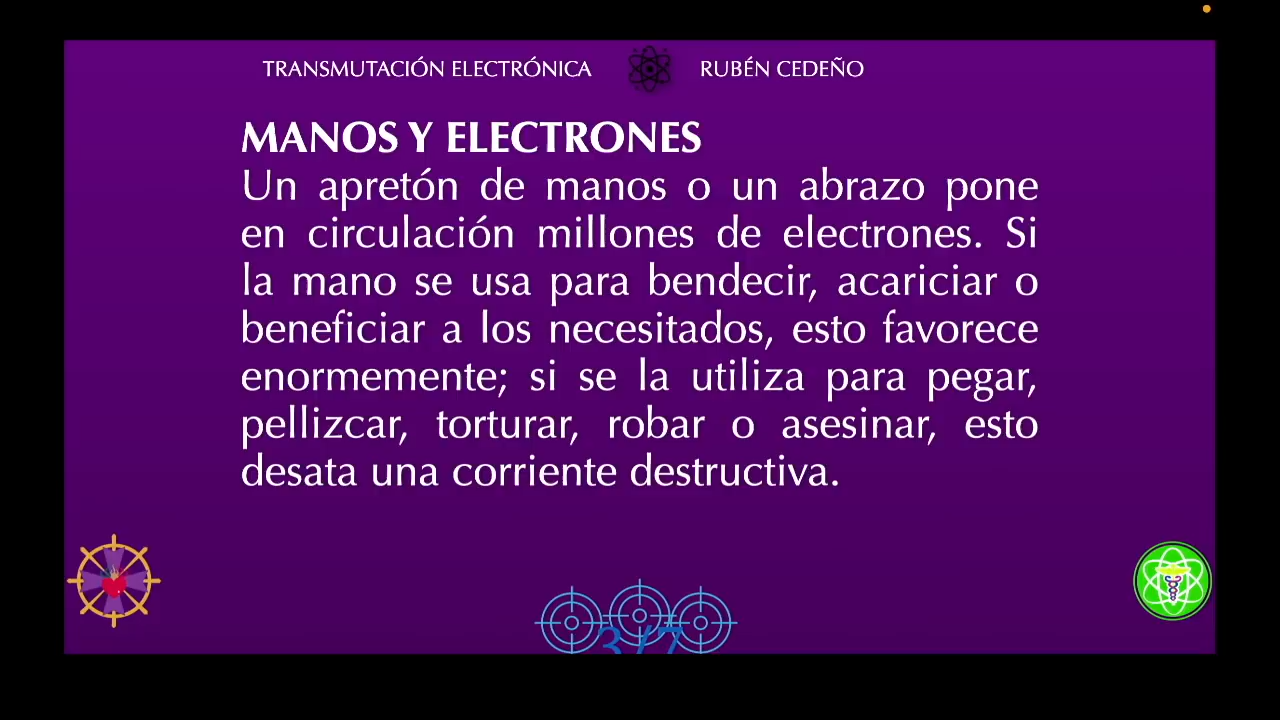 TRANSMUTACIÓN ELECTRÓNICA RUBÉN CEDEÑO
MANOS Y ELECTRONES
Un apretón de manos o un abrazo pone
en circulación millones de electrones. Si
la mano se usa para bendecir, acariciar o
beneficiar a los necesitados, esto favorece
enormemente; si se la utiliza para pegar,
pellizcar, torturar, robar o asesinar, esto
desata una corriente destructiva.
3/7